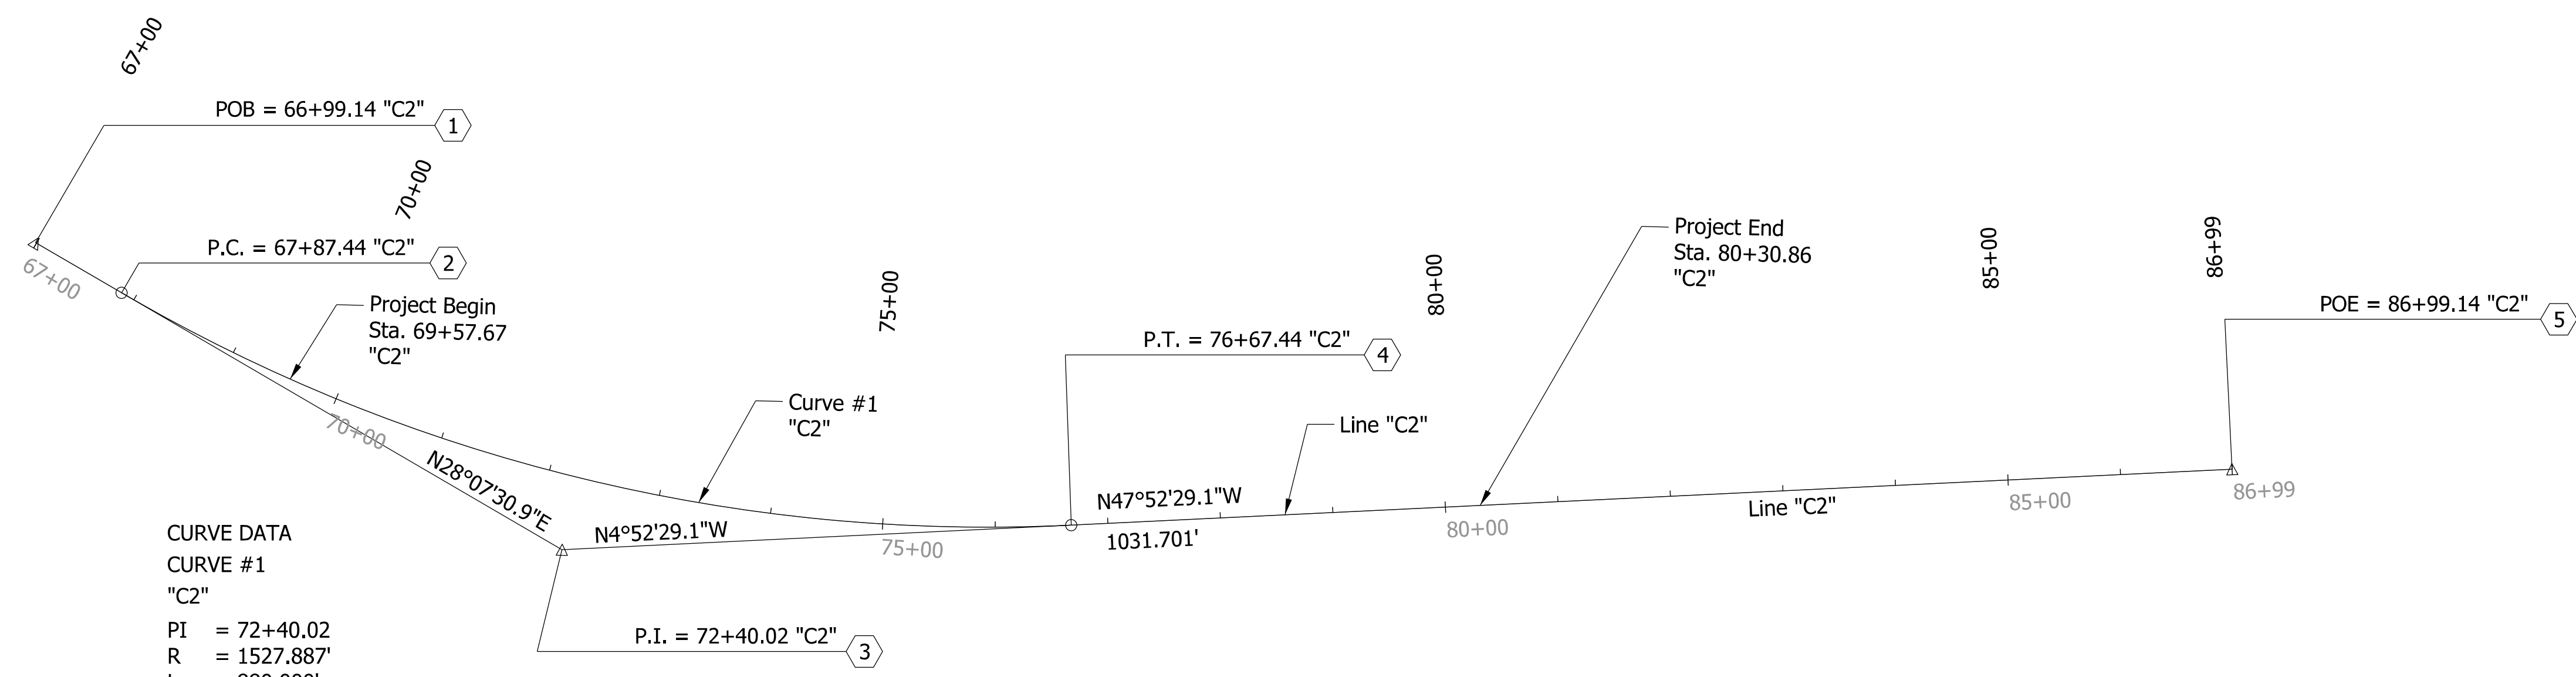 67+00
POB = 66+99.14 "C2"
1
70+00
67+00
P.C. = 67+87.44 "C2"
2
Project Begin
Sta. 69+57.67
"C2"
70+00
N28°07'30.9"E
75+00
Curve #1
"C2"
P.T. = 76+67.44 "C2"
4
80+00
Project End
Sta. 80+30.86
"C2"
85+00
86+99
POE = 86+99.14 "C2"
5
Line "C2"
N47°52'29.1"W
1031.701'
N4°52'29.1"W
75+00
80+00
Line "C2"
85+00
86+99
P.I. = 72+40.02 "C2"
3
CURVE DATA
CURVE #1
"C2"
PI = 72+40.02
R = 1527.887'